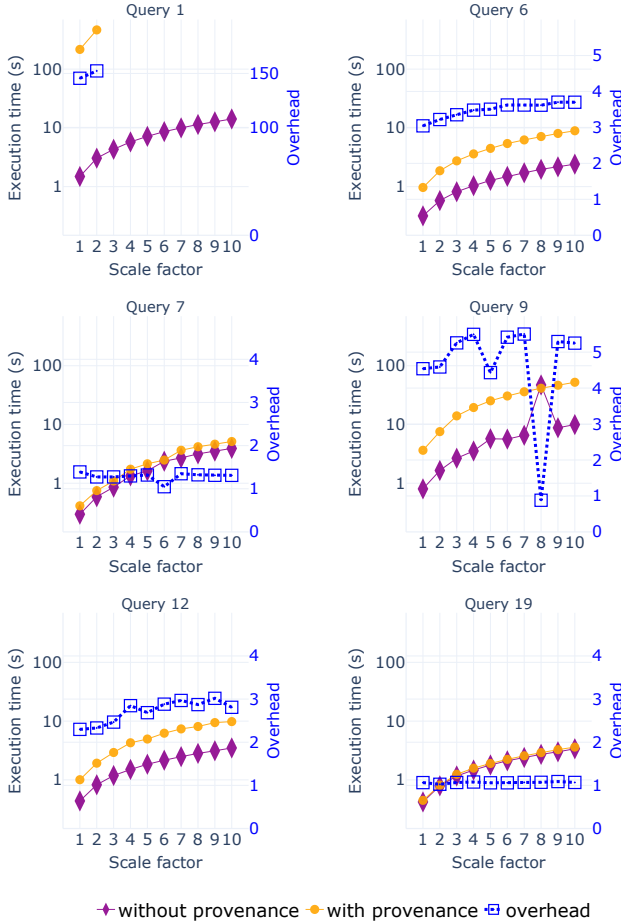 Query 1
Query 6
Execution time (s)
100
10
1
150
100
0
Overhead
1 2 3 4 5 6 7 8 9 10
Scale factor
Execution time (s)
100
10
1
5
4
3
2
1
0
Overhead
1 2 3 4 5 6 7 8 9 10
Scale factor
Query 7
Query 9
Execution time (s)
100
10
1
4
3
2
1
0
Overhead
1 2 3 4 5 6 7 8 9 10
Scale factor
Execution time (s)
100
10
1
5
4
3
2
1
0
Overhead
1 2 3 4 5 6 7 8 9 10
Scale factor
Query 12
Query 19
Execution time (s)
100
10
1
4
3
2
1
0
Overhead
1 2 3 4 5 6 7 8 9 10
Scale factor
Execution time (s)
100
10
1
4
3
2
1
0
Overhead
1 2 3 4 5 6 7 8 9 10
Scale factor
without provenance with provenance overhead